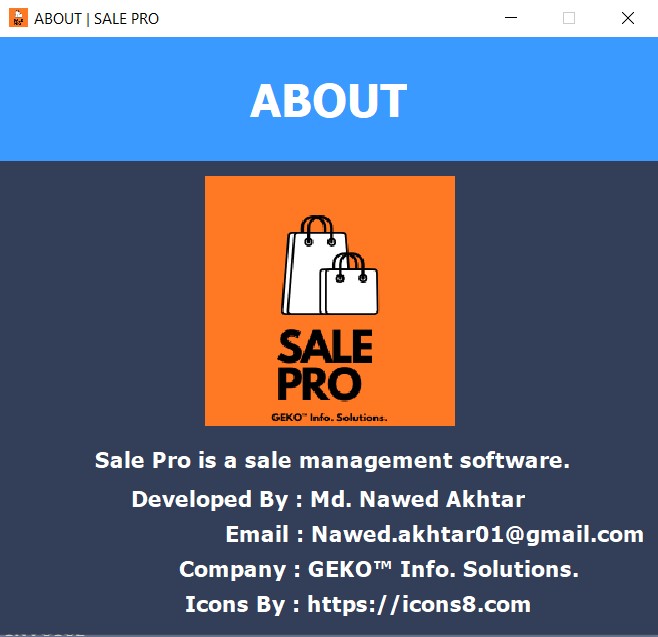 ABOUT | SALE PRO
ABOUT
SALE
PRO
GEKO™ Info. Solutions.
Sale Pro is a sale management software.
Developed By : Md. Nawed Akhtar
Email : Nawed.akhtar01@gmail.com
Company : GEKO™ Info. Solutions.
Icons By : https://icons8.com